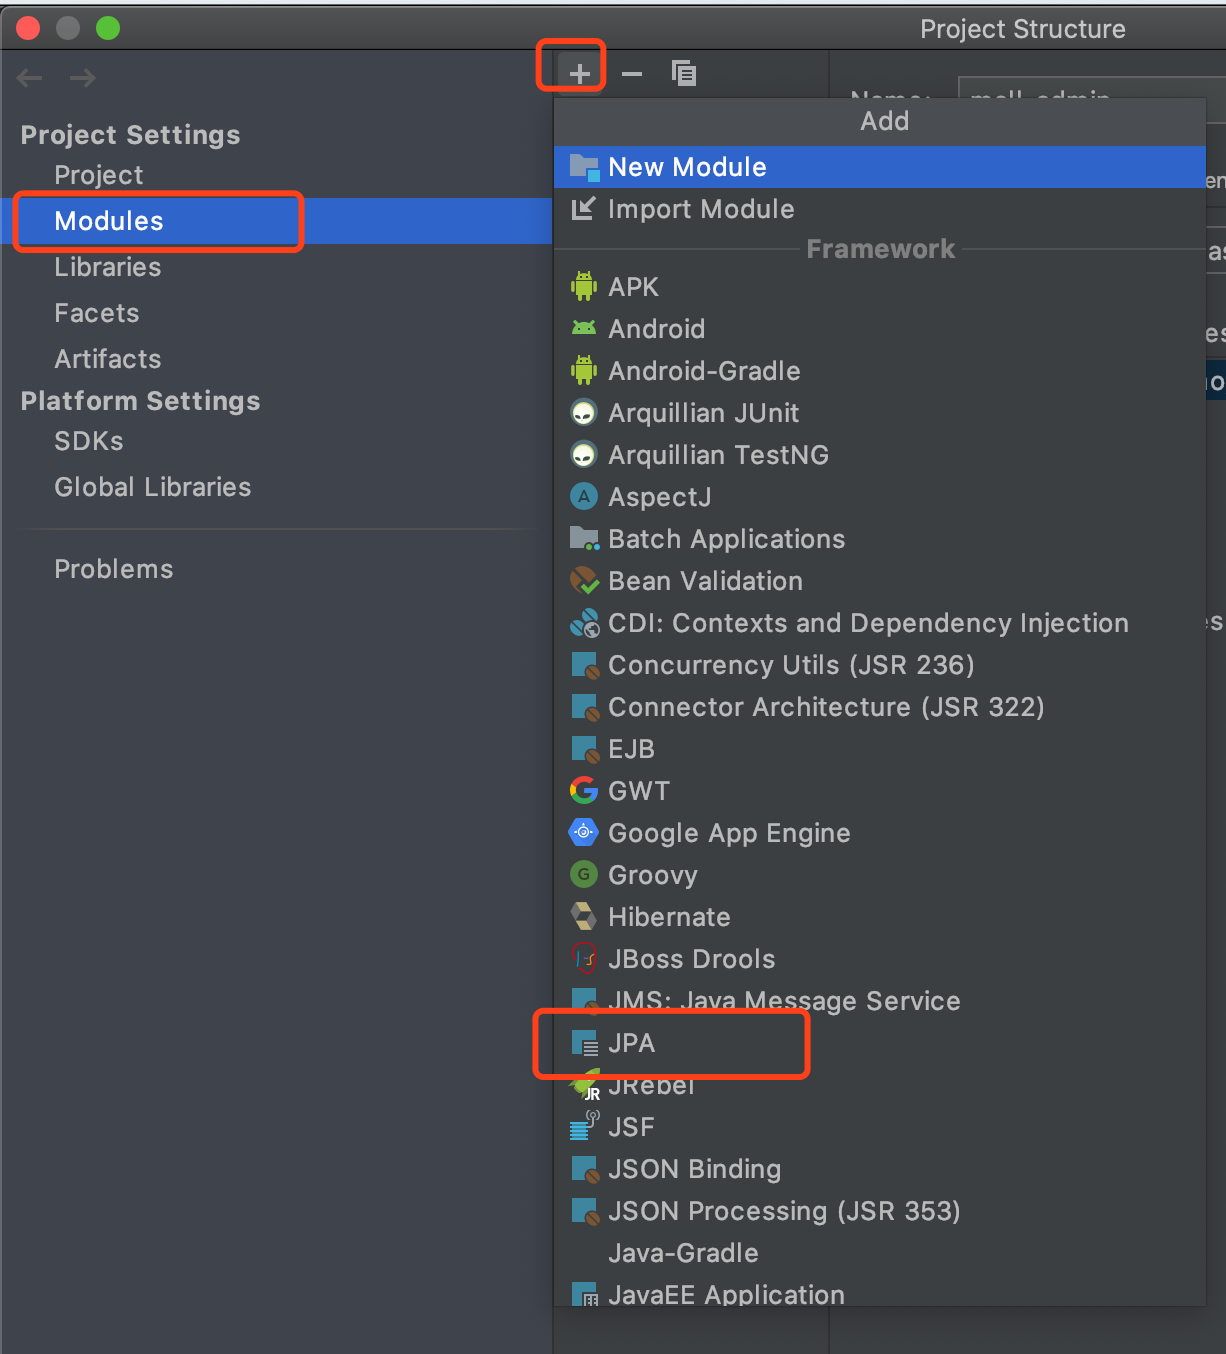 Project Structure
Project Settings
Project
Modules
Libraries
Facets
Artifacts
Platform Settings
SDKs
Global Libraries
Problems
Name:
Add
New Module
Import Module
Framework
APK
Android
Android-Gradle
Arquillian JUnit
Arquillian TestNG
AspectJ
Batch Applications
Bean Validation
CDI: Contexts and Dependency Injection
Concurrency Utils (JSR 236)
Connector Architecture (JSR 322)
EJB
GWT
Google App Engine
Groovy
Hibernate
JBoss Drools
JMS: Java Message Service
JPA
JRebel
JSF
JSON Binding
JSON Processing (JSR 353)
Java-Gradle
JavaEE Application